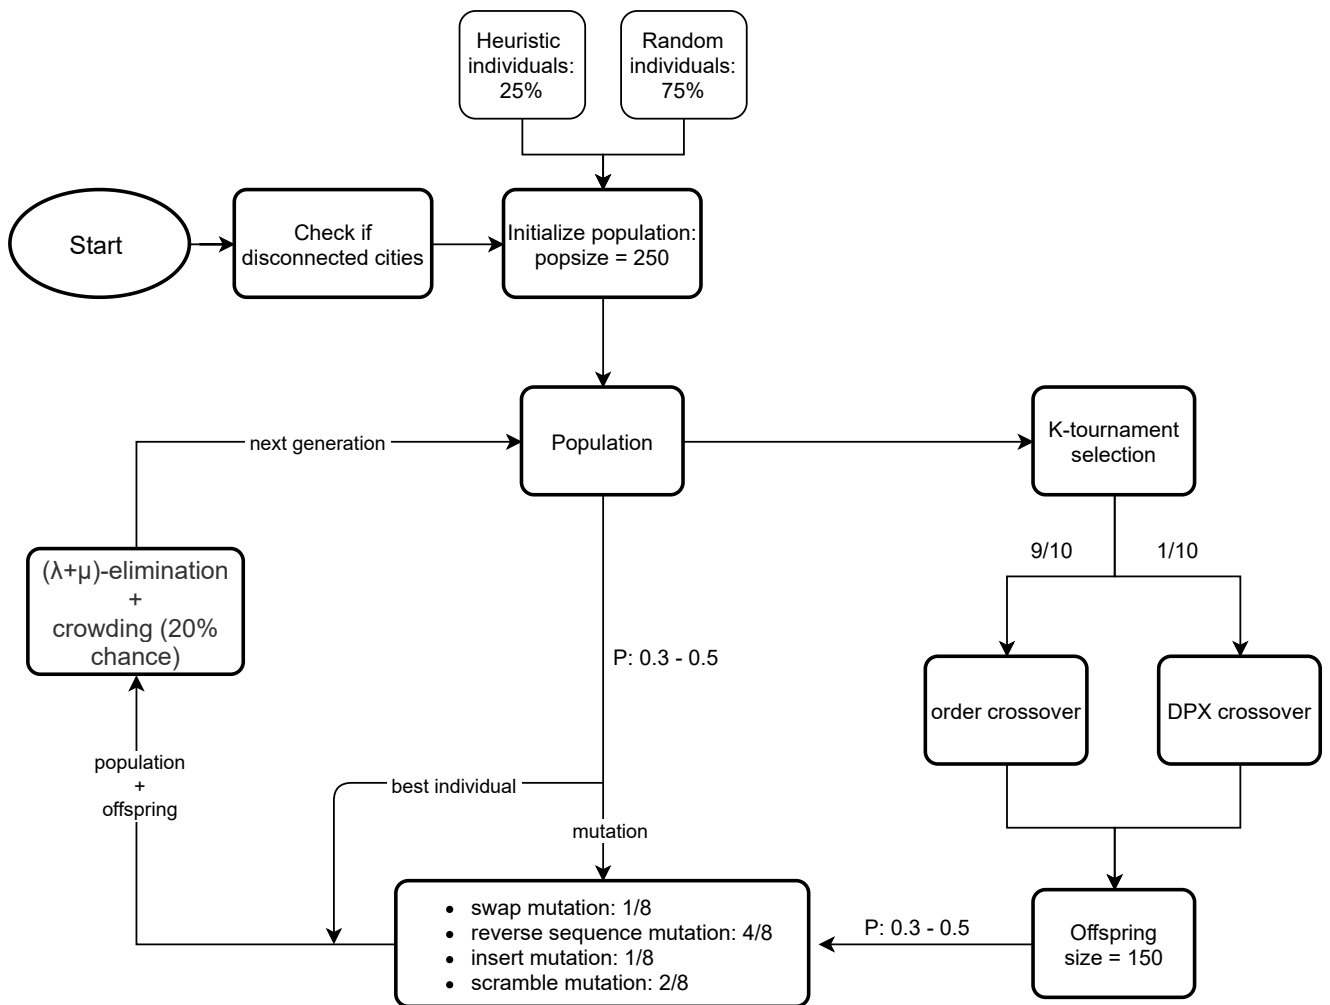 Heuristic
individuals:
25%
Random
individuals:
75%
Start
Check if
disconnected cities
Initialize population:
popsize = 250
next generation
Population
K-tournament
selection
9/10
1/10
(λ+μ)-elimination
+
crowding (20%
chance)
P: 0.3 - 0.5
order crossover
DPX crossover
population
+
offspring
best individual
mutation
• swap mutation: 1/8
• reverse sequence mutation: 4/8
• insert mutation: 1/8
• scramble mutation: 2/8
P: 0.3 - 0.5
Offspring
size = 150